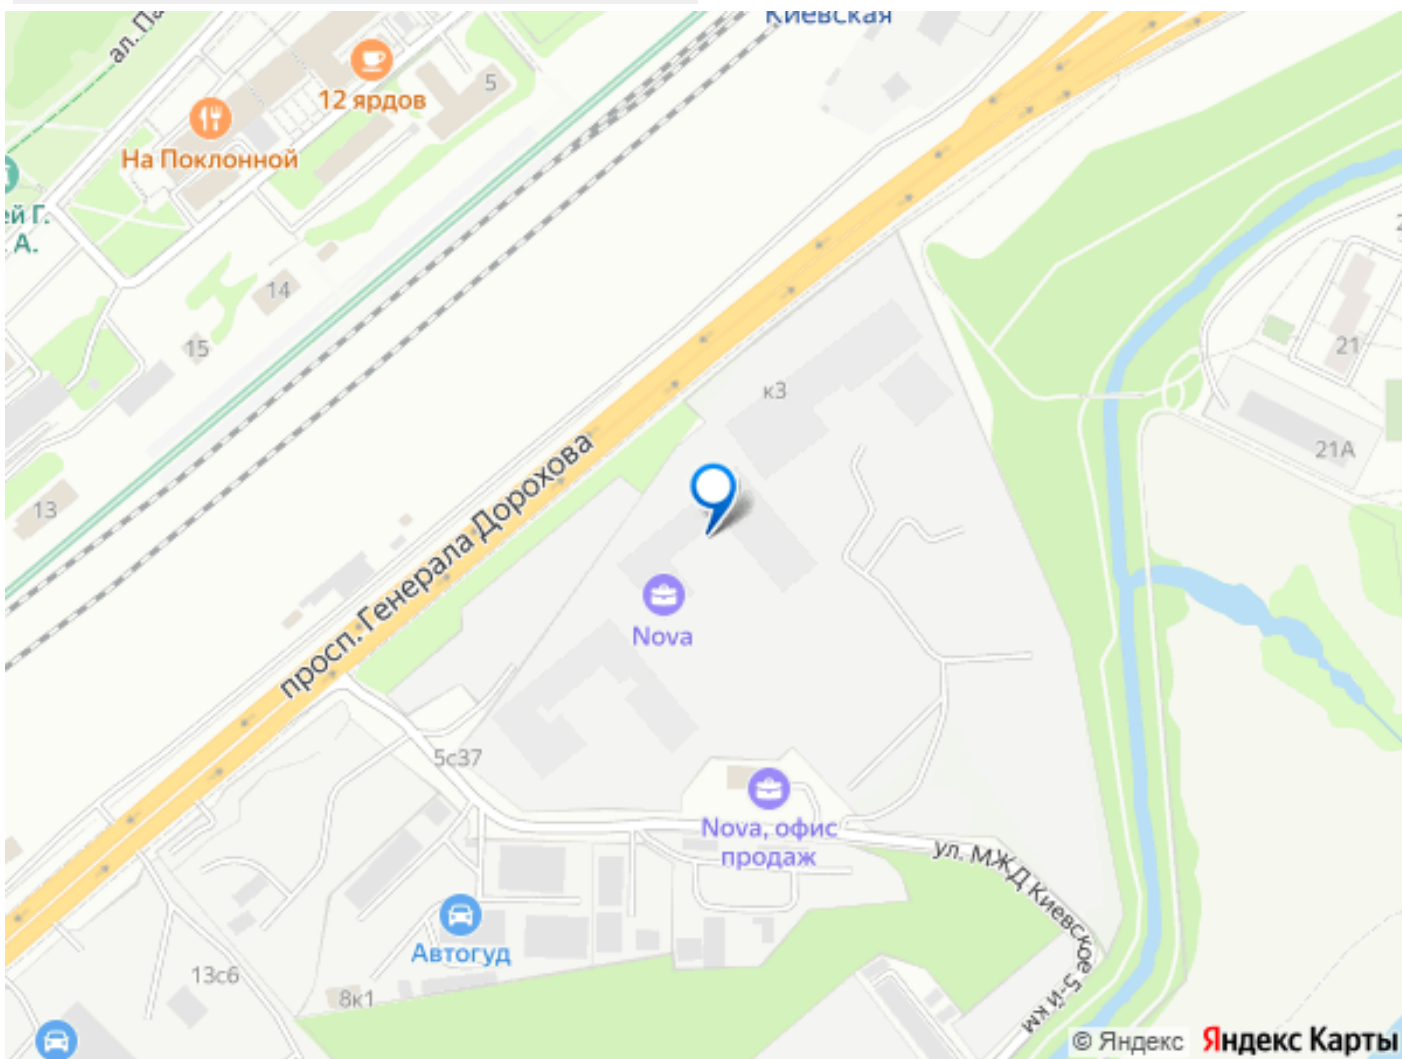 Киевская
ал. Па
12 ярдов
5
На Поклонной
ей Г.
А.
14
15
21
к3
21А
13
просп. Генерала Дорохова
Nova
5с37
Nova, офис
продаж
ул. МЖД Киевское 5-й км
Автогуд
13с6
8к1
© Яндекс Яндекс Карты